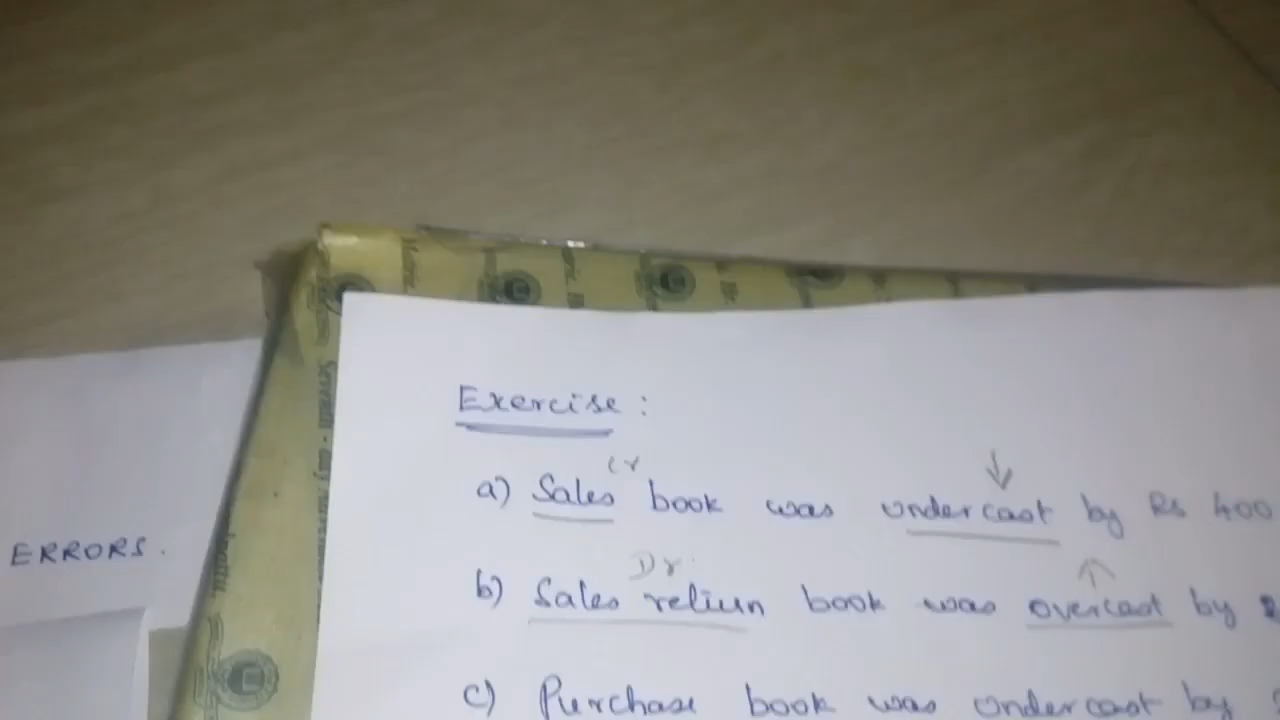 Exercise :
cr
a) Sales book was undercast by Rs 400
Dr.
b) Sales return book was overcast by
c) Purchase book was undercast by
ERRORS.